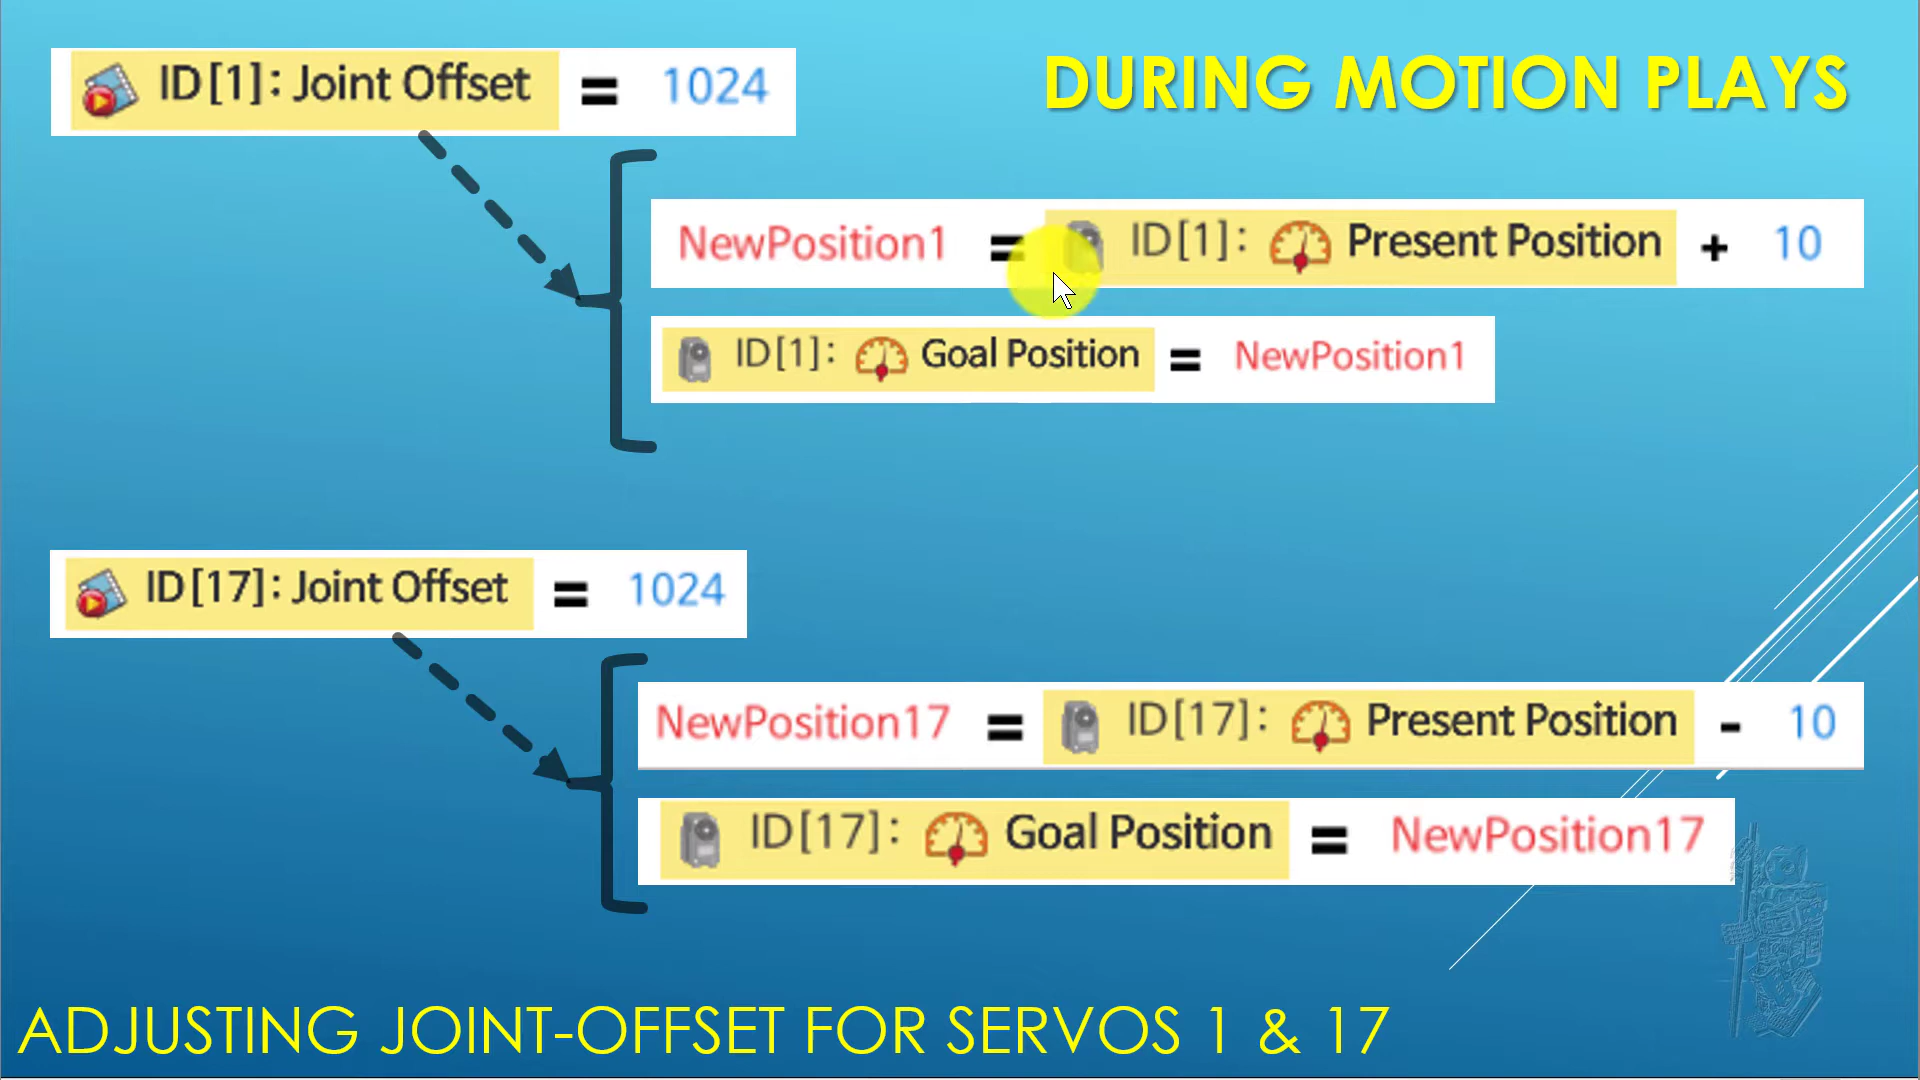 ID[1]: Joint Offset = 1024
DURING MOTION PLAYS
NewPosition1 = ID[1]: Present Position + 10
ID[1]: Goal Position = NewPosition1
ID[17]: Joint Offset = 1024
NewPosition17 = ID[17]: Present Position - 10
ID[17]: Goal Position = NewPosition17
ADJUSTING JOINT-OFFSET FOR SERVOS 1 & 17